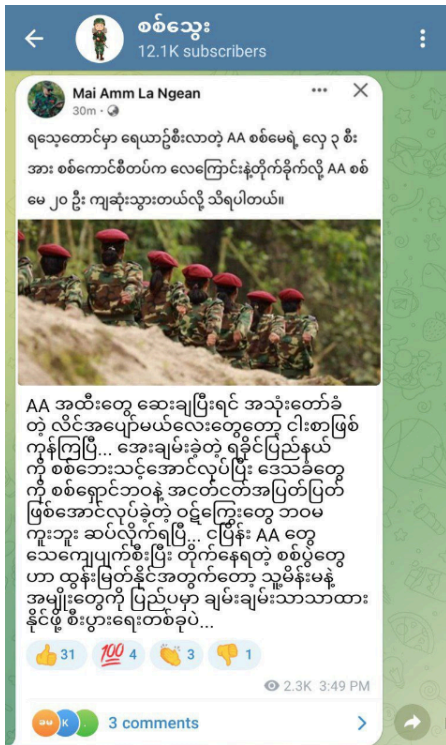 စစ်သွေး
12.1K subscribers
Mai Amm La Ngean
30m
ရသေ့တောင်မှာ ရေယာဉ်စီးလာတဲ့ AA စစ်မေရဲ့ လှေ ၃ စီး
အား စစ်ကောင်စီတပ်က လေကြောင်းနဲ့တိုက်ခိုက်လို့ AA စစ်
မေ ၂၀ ဦး ကျဆုံးသွားတယ်လို့ သိရပါတယ်။
AA အထီးတွေ ဆေးချပြီးရင် အသုံးတော်ခံ
တဲ့ လိင်အပျော်မယ်လေးတွေတော့ ငါးစာဖြစ်
ကုန်ကြပြီ... အေးချမ်းခဲ့တဲ့ ရခိုင်ပြည်နယ်
ကို စစ်ဘေးသင့်အောင်လုပ်ပြီး ဒေသခံတွေ
ကို စစ်ရှောင်ဘဝနဲ့ အငတ်ငတ်အပြတ်ပြတ်
ဖြစ်အောင်လုပ်ခဲ့တဲ့ ဝဋ်ကြွေးတွေ ဘဝမ
ကူးဘူး ဆပ်လိုက်ရပြီ... ငပြိန်း AA တွေ
သေကျေပျက်စီးပြီး တိုက်နေရတဲ့ စစ်ပွဲတွေ
ဟာ ထွန်းမြတ်နိုင်အတွက်တော့ သူ့မိန်းမနဲ့
အမျိုးတွေကို ပြည်ပမှာ ချမ်းချမ်းသာသာထား
နိုင်ဖို့ စီးပွားရေးတစ်ခုပဲ...
31 100 4 3 1
2.3K 3:49 PM
K 3 comments